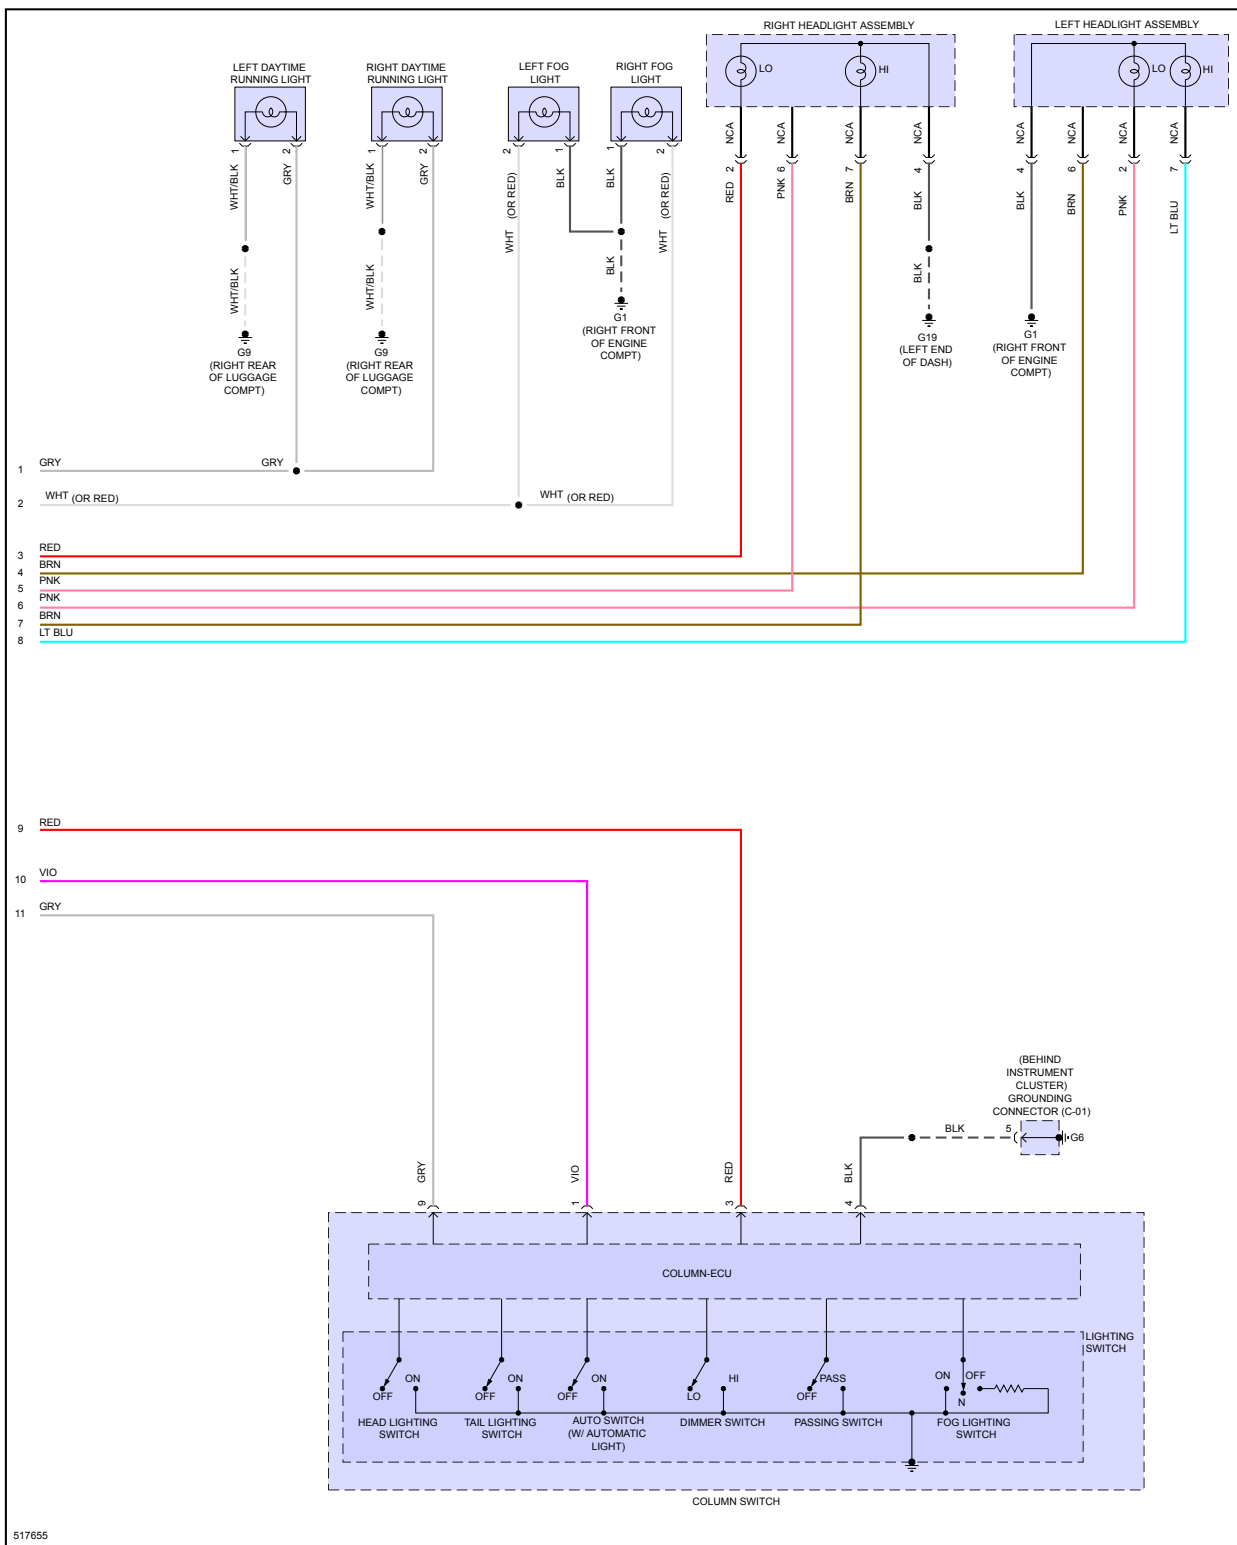 RIGHT HEADLIGHT ASSEMBLY
LEFT HEADLIGHT ASSEMBLY
LEFT DAYTIME
RUNNING LIGHT
RIGHT DAYTIME
RUNNING LIGHT
LEFT FOG
LIGHT
RIGHT FOG
LIGHT
LO
HI
LO
HI
NCA
NCA
NCA
NCA
NCA
NCA
NCA
NCA
1
2
1
2
2
1
1
2
2
6
7
4
4
6
2
7
WHT/BLK
GRY
WHT/BLK
GRY
WHT (OR RED)
BLK
BLK
WHT (OR RED)
RED
PNK
BRN
BLK
BLK
BRN
PNK
LT BLU
WHT/BLK
WHT/BLK
BLK
BLK
G9
(RIGHT REAR
OF LUGGAGE
COMPT)
G9
(RIGHT REAR
OF LUGGAGE
COMPT)
G1
(RIGHT FRONT
OF ENGINE
COMPT)
G19
(LEFT END
OF DASH)
G1
(RIGHT FRONT
OF ENGINE
COMPT)
1 GRY GRY
2 WHT (OR RED) WHT (OR RED)
3 RED
4 BRN
5 PNK
6 PNK
7 BRN
8 LT BLU
9 RED
10 VIO
11 GRY
(BEHIND
INSTRUMENT
CLUSTER)
GROUNDING
CONNECTOR (C-01)
BLK
5
G6
GRY
VIO
RED
BLK
9
1
3
4
COLUMN-ECU
LIGHTING
SWITCH
OFF
ON
OFF
ON
OFF
ON
LO
HI
OFF
PASS
ON
OFF
N
HEAD LIGHTING
SWITCH
TAIL LIGHTING
SWITCH
AUTO SWITCH
(W/ AUTOMATIC
LIGHT)
DIMMER SWITCH
PASSING SWITCH
FOG LIGHTING
SWITCH
COLUMN SWITCH
517655